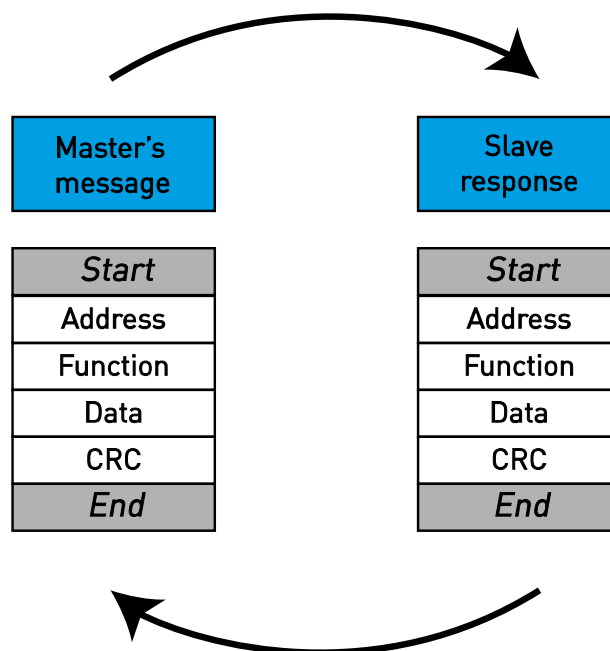 Master's
message
Start
Address
Function
Data
CRC
End
Slave
response
Start
Address
Function
Data
CRC
End